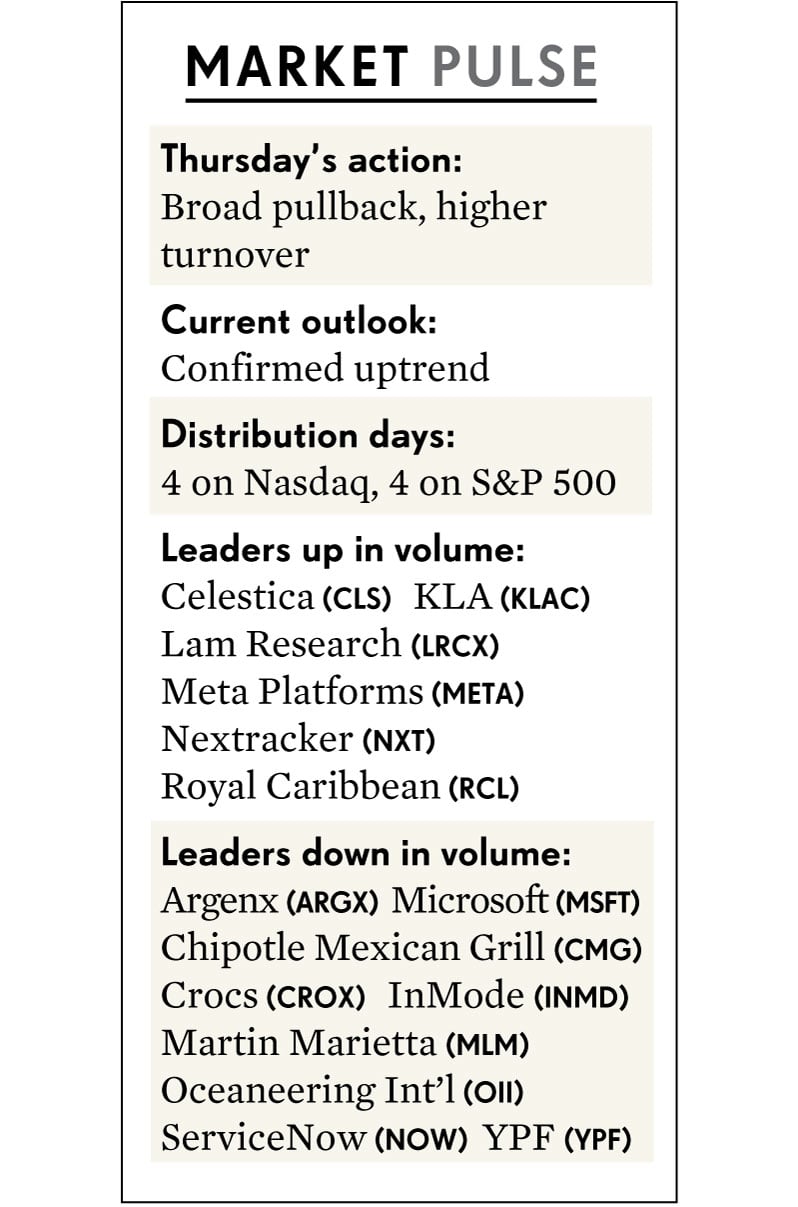 MARKET PULSE
Thursday’s action:
Broad pullback, higher
turnover
Current outlook:
Confirmed uptrend
Distribution days:
4 on Nasdaq, 4 on S&P 500
Leaders up in volume:
Celestica (CLS) KLA (KLAC)
Lam Research (LRCX)
Meta Platforms (META)
Nextracker (NXT)
Royal Caribbean (RCL)
Leaders down in volume:
Argenx (ARGX) Microsoft (MSFT)
Chipotle Mexican Grill (CMG)
Crocs (CROX) InMode (INMD)
Martin Marietta (MLM)
Oceaneering Int’l (OII)
ServiceNow (NOW) YPF (YPF)